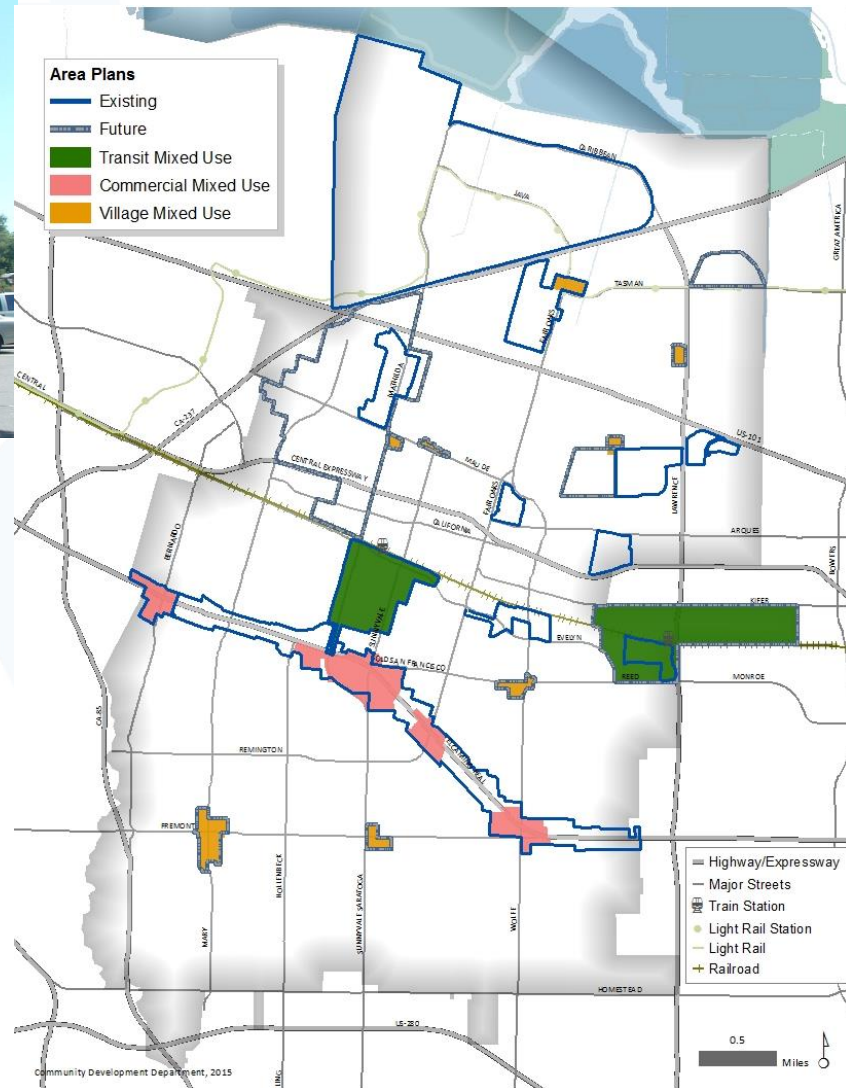 Area Plans
Existing
Future
Transit Mixed Use
Commercial Mixed Use
Village Mixed Use
CARIBBEAN
JAVA
GREAT AMERICA
TASMAN
FAIR OAKS
MATHILDA
CENTRAL
CA-237
US-101
MAUDE
CENTRAL EXPRESSWAY
FAIR OAKS
LAWRENCE
CALIFORNIA
ARQUES
BERNARDO
BOWERS
KIFER
SUNNYVALE
EVELYN
OLD SAN FRANCISCO
REED
MONROE
CA-85
REMINGTON
EL CAMINO REAL
FREMONT
HOLLENBECK
SUNNYVALE SARATOGA
MARY
WOLFE
Highway/Expressway
Major Streets
Train Station
Light Rail Station
Light Rail
Railroad
HOMESTEAD
US-280
0.5
Miles
Community Development Department, 2015